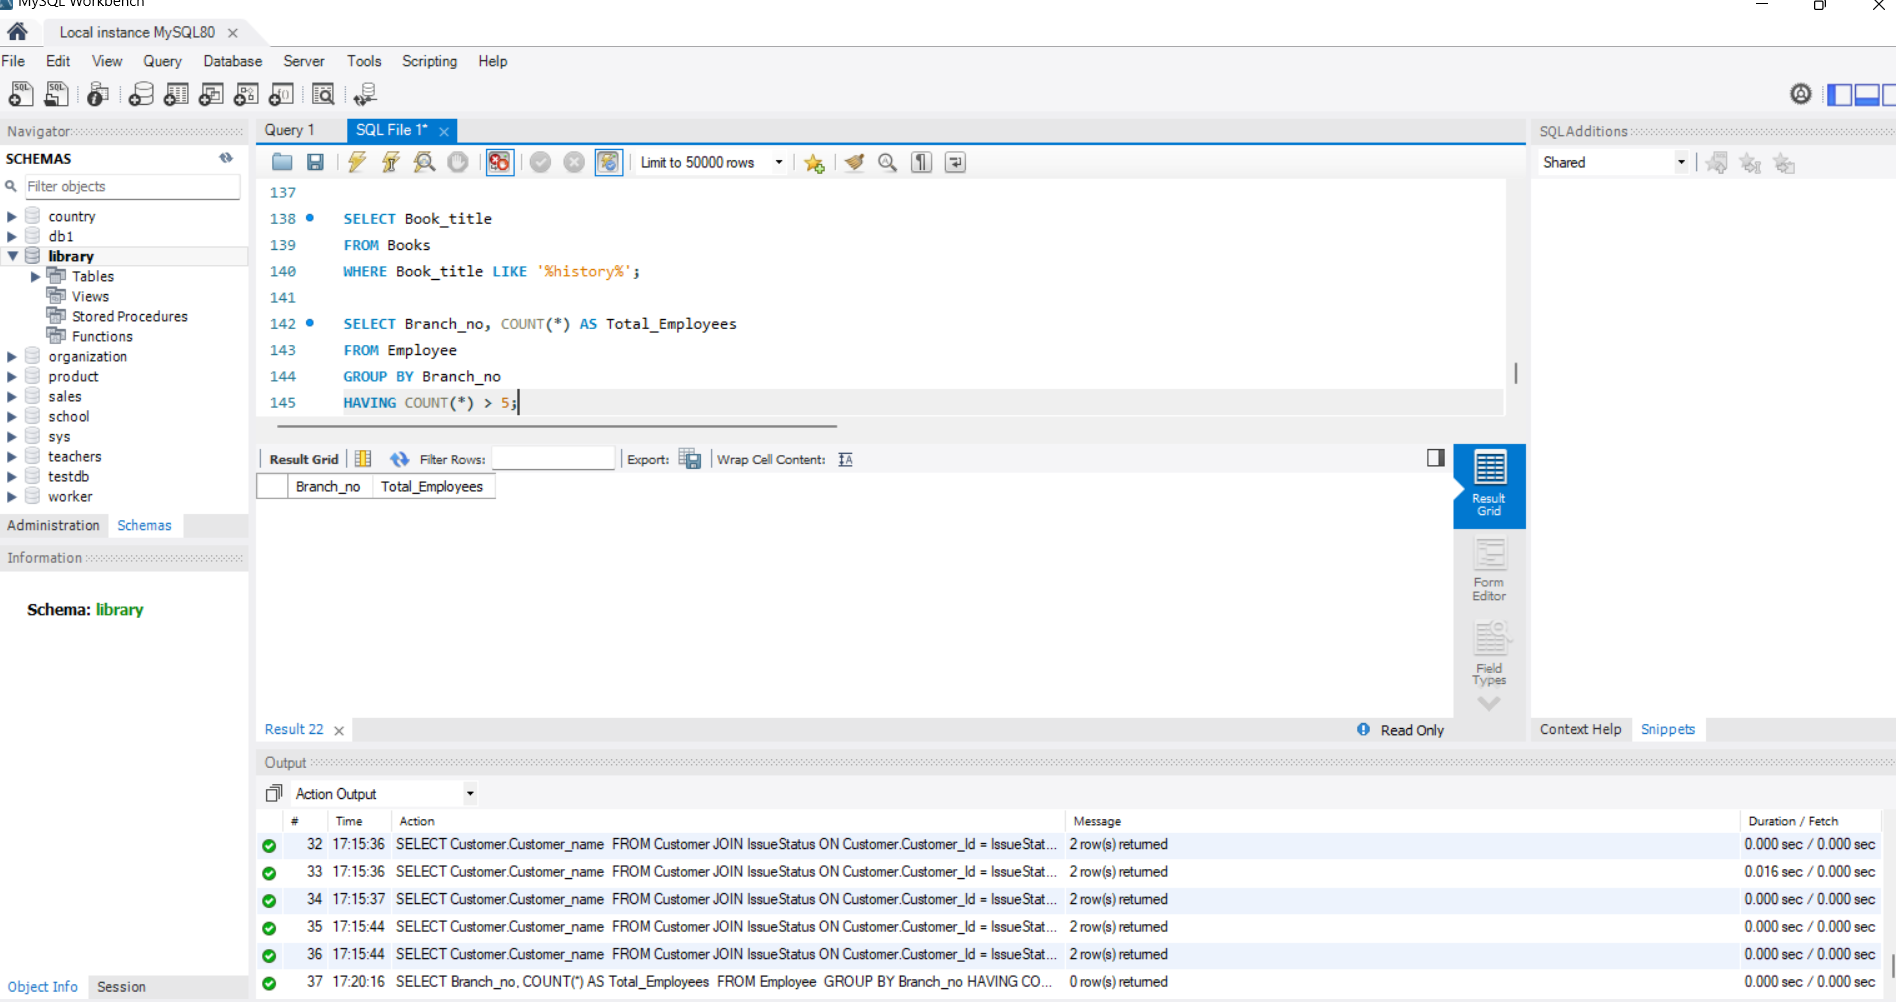 MySQL Workbench
Local instance MySQL80
File Edit View Query Database Server Tools Scripting Help
Navigator
SCHEMAS
Filter objects
country
db1
library
Tables
Views
Stored Procedures
Functions
organization
product
sales
school
sys
teachers
testdb
worker
Administration Schemas
Information
Schema: library
Object Info Session
Query 1 SQL File 1*
Limit to 50000 rows
137
138 SELECT Book_title
139 FROM Books
140 WHERE Book_title LIKE '%history%';
141
142 SELECT Branch_no, COUNT(*) AS Total_Employees
143 FROM Employee
144 GROUP BY Branch_no
145 HAVING COUNT(*) > 5;
Result Grid Filter Rows: Export: Wrap Cell Content:
Branch_no Total_Employees
Result
Grid
Form
Editor
Field
Types
Result 22 Read Only
SQLAdditions
Shared
Context Help Snippets
Output
Action Output
# Time Action Message Duration / Fetch
32 17:15:36 SELECT Customer.Customer_name FROM Customer JOIN IssueStatus ON Customer.Customer_Id = IssueStat... 2 row(s) returned 0.000 sec / 0.000 sec
33 17:15:36 SELECT Customer.Customer_name FROM Customer JOIN IssueStatus ON Customer.Customer_Id = IssueStat... 2 row(s) returned 0.016 sec / 0.000 sec
34 17:15:37 SELECT Customer.Customer_name FROM Customer JOIN IssueStatus ON Customer.Customer_Id = IssueStat... 2 row(s) returned 0.000 sec / 0.000 sec
35 17:15:44 SELECT Customer.Customer_name FROM Customer JOIN IssueStatus ON Customer.Customer_Id = IssueStat... 2 row(s) returned 0.000 sec / 0.000 sec
36 17:15:44 SELECT Customer.Customer_name FROM Customer JOIN IssueStatus ON Customer.Customer_Id = IssueStat... 2 row(s) returned 0.000 sec / 0.000 sec
37 17:20:16 SELECT Branch_no, COUNT(*) AS Total_Employees FROM Employee GROUP BY Branch_no HAVING CO... 0 row(s) returned 0.000 sec / 0.000 sec